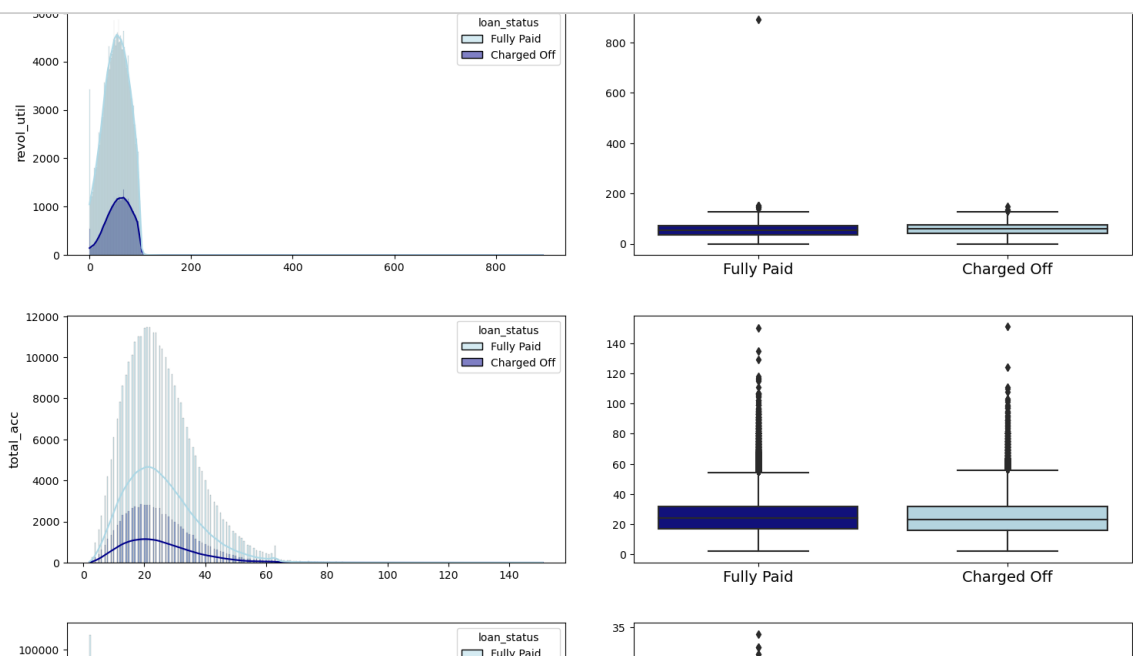 5000
4000
3000
2000
1000
0
revol_util
0 200 400 600 800
loan_status
Fully Paid
Charged Off
800
600
400
200
0
Fully Paid Charged Off
12000
10000
8000
6000
4000
2000
0
total_acc
0 20 40 60 80 100 120 140
loan_status
Fully Paid
Charged Off
140
120
100
80
60
40
20
0
Fully Paid Charged Off
100000
loan_status
Fully Paid
35